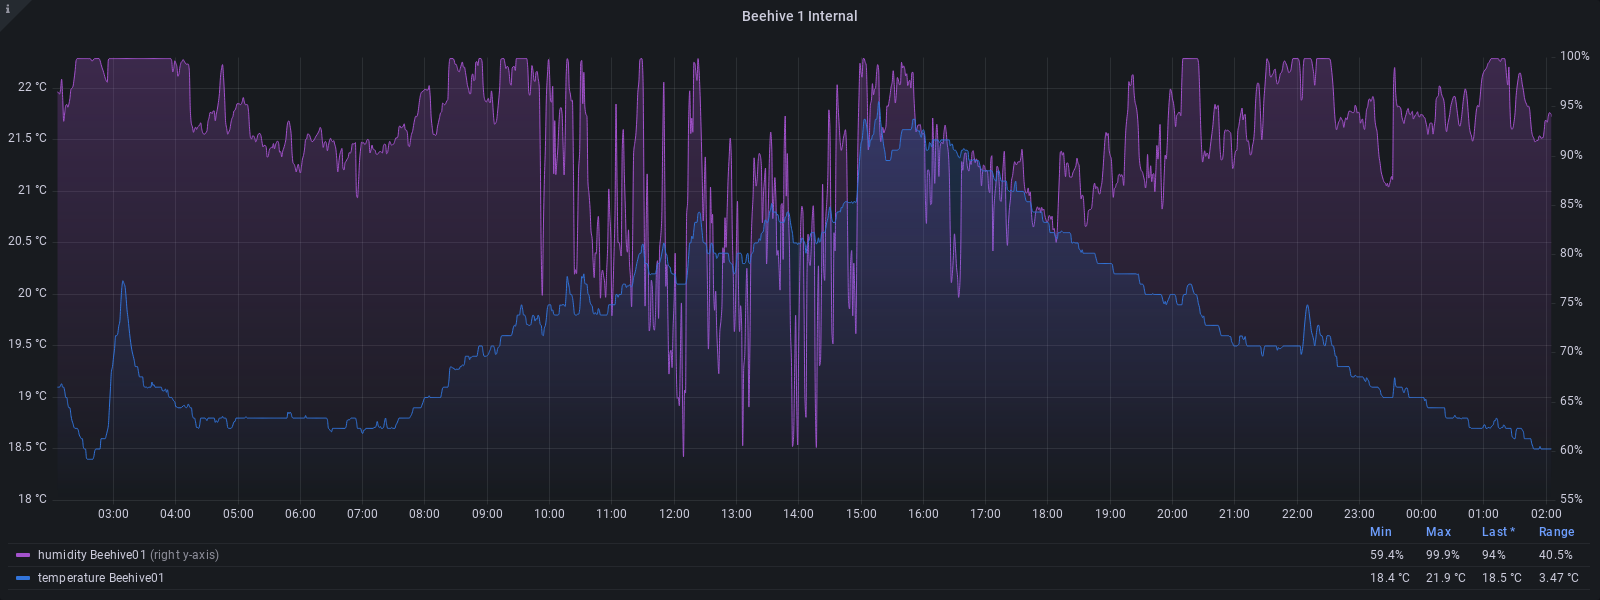 i
Beehive 1 Internal
22 °C
21.5 °C
21 °C
20.5 °C
20 °C
19.5 °C
19 °C
18.5 °C
18 °C
100%
95%
90%
85%
80%
75%
70%
65%
60%
55%
03:00 04:00 05:00 06:00 07:00 08:00 09:00 10:00 11:00 12:00 13:00 14:00 15:00 16:00 17:00 18:00 19:00 20:00 21:00 22:00 23:00 00:00 01:00 02:00
Min Max Last * Range
humidity Beehive01 (right y-axis) 59.4% 99.9% 94% 40.5%
temperature Beehive01 18.4 °C 21.9 °C 18.5 °C 3.47 °C